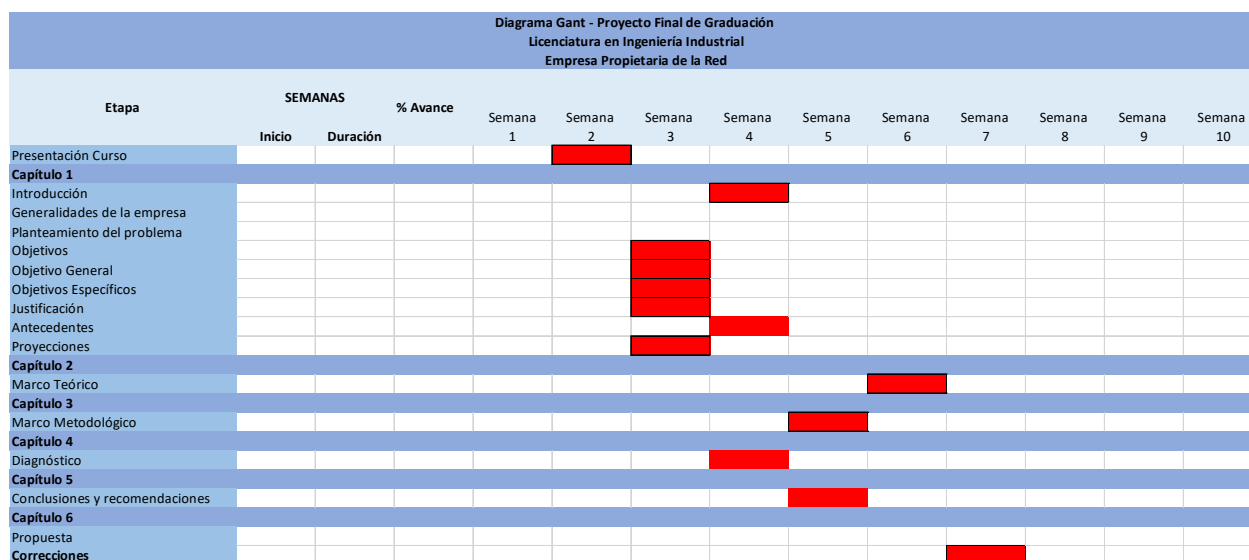 Diagrama Gant - Proyecto Final de Graduación
Licenciatura en Ingeniería Industrial
Empresa Propietaria de la Red
Etapa SEMANAS % Avance
Inicio Duración Semana 1 Semana 2 Semana 3 Semana 4 Semana 5 Semana 6 Semana 7 Semana 8 Semana 9 Semana 10
Presentación Curso
Capítulo 1
Introducción
Generalidades de la empresa
Planteamiento del problema
Objetivos
Objetivo General
Objetivos Específicos
Justificación
Antecedentes
Proyecciones
Capítulo 2
Marco Teórico
Capítulo 3
Marco Metodológico
Capítulo 4
Diagnóstico
Capítulo 5
Conclusiones y recomendaciones
Capítulo 6
Propuesta
Correcciones